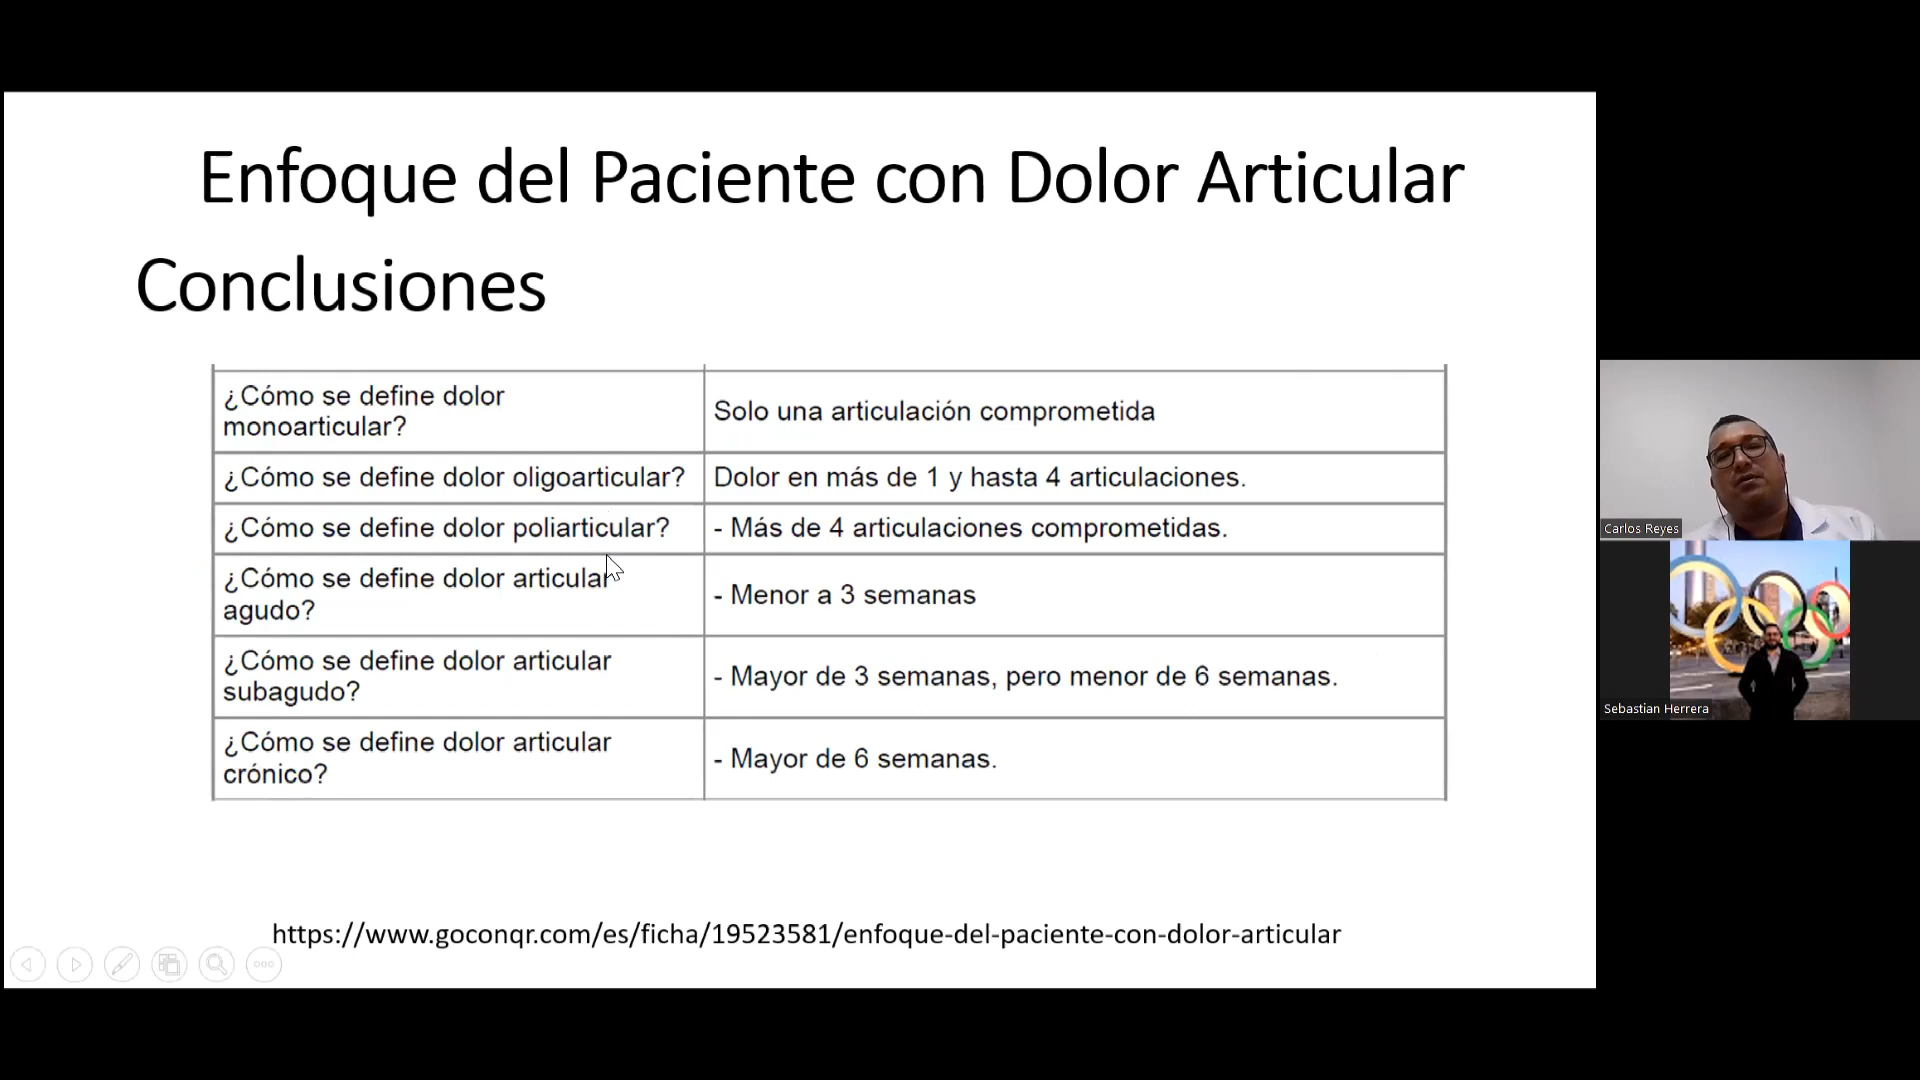 Enfoque del Paciente con Dolor Articular
Conclusiones
¿Cómo se define dolor
monoarticular?
Solo una articulación comprometida
¿Cómo se define dolor oligoarticular?
Dolor en más de 1 y hasta 4 articulaciones.
¿Cómo se define dolor poliarticular?
- Más de 4 articulaciones comprometidas.
¿Cómo se define dolor articular
agudo?
- Menor a 3 semanas
¿Cómo se define dolor articular
subagudo?
- Mayor de 3 semanas, pero menor de 6 semanas.
¿Cómo se define dolor articular
crónico?
- Mayor de 6 semanas.
https://www.goconqr.com/es/ficha/19523581/enfoque-del-paciente-con-dolor-articular
Carlos Reyes
Sebastian Herrera